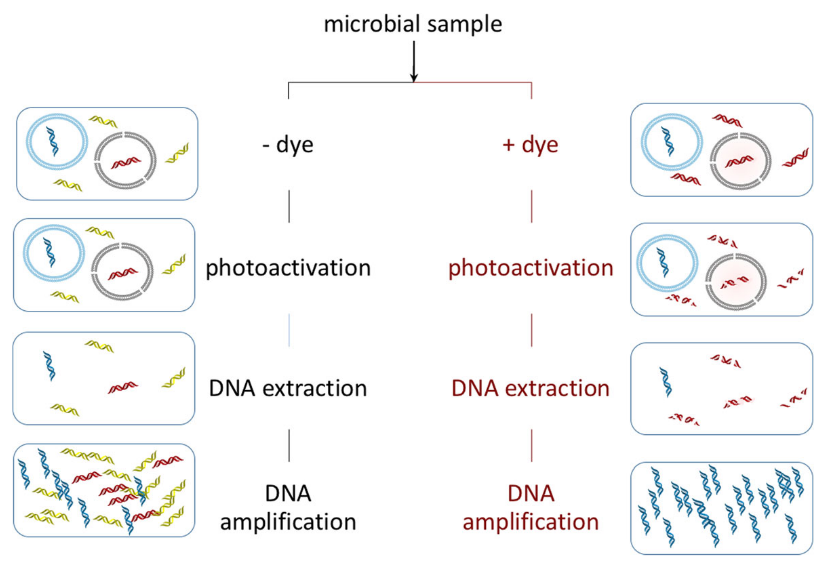 microbial sample
- dye
+ dye
photoactivation
photoactivation
DNA extraction
DNA extraction
DNA
amplification
DNA
amplification